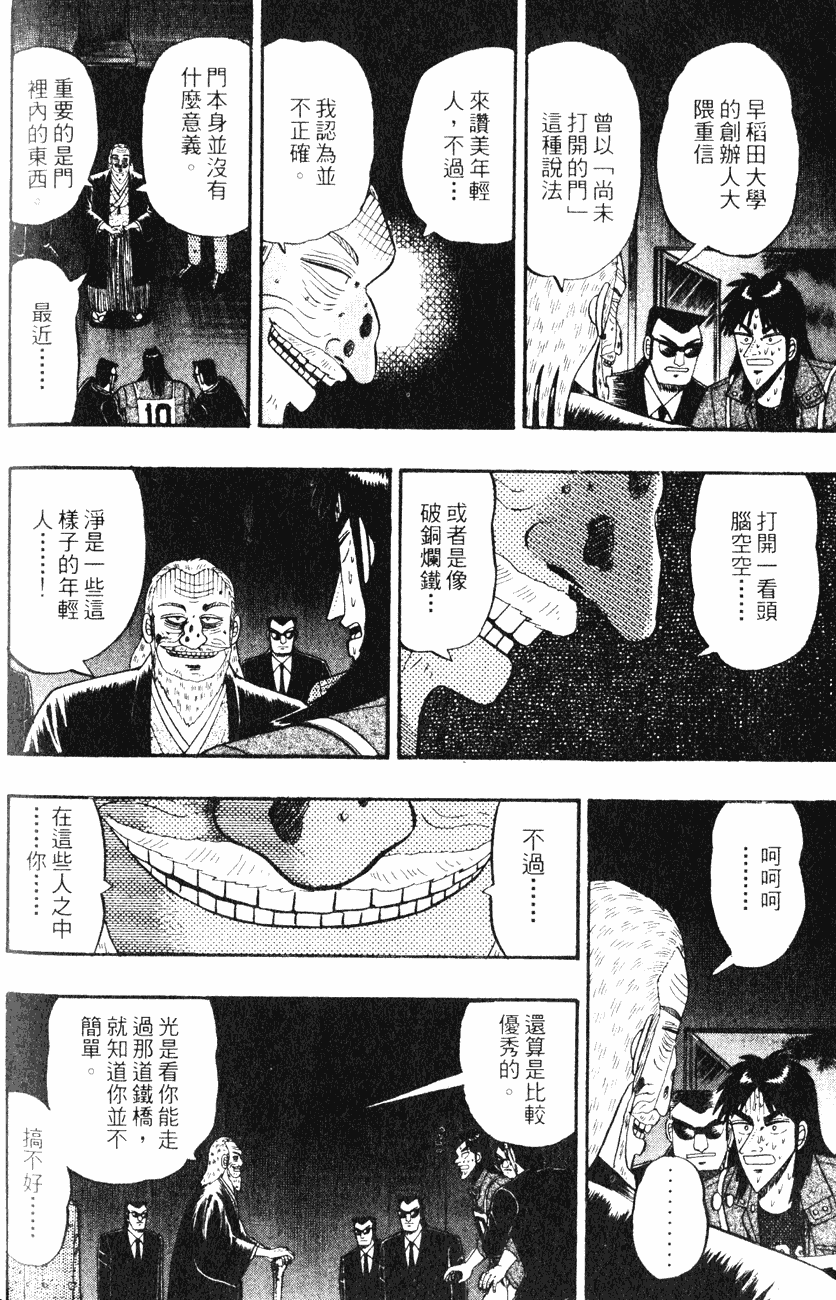 早稻田大學
的創辦人大
隈重信
曾以「尚未
打開的門」
這種說法
來讚美年輕
人，不過…
我認為並
不正確。
門本身並沒有
什麼意義。
重要的是門
裡內的東西。
最近……
10
打開一看頭
腦空空……
或者是像
破銅爛鐵…
淨是一些這
樣子的年輕
人……！
呵呵呵
………
………
不過……
在這些人之中
………你……
還算是比較
優秀的。
光是看你能走
過那道鐵橋，
就知道你並不
簡單。
搞不好……